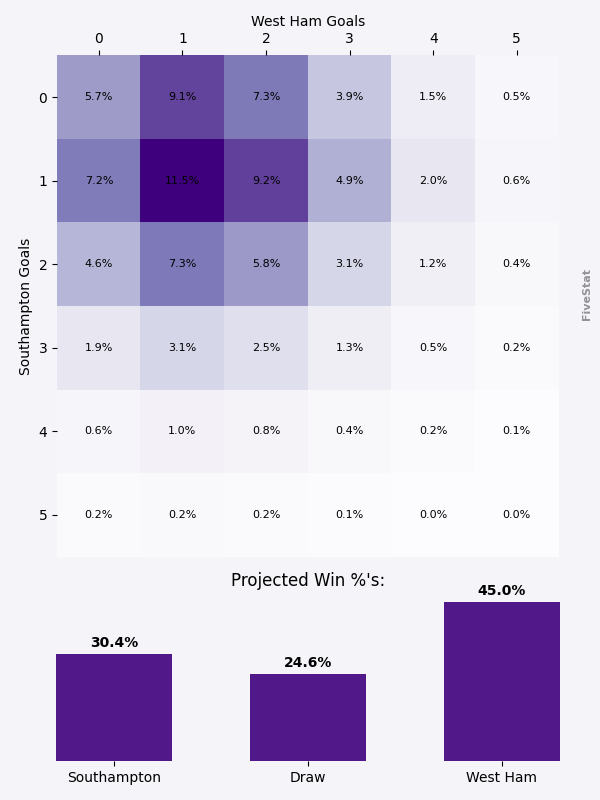 West Ham Goals
0 1 2 3 4 5
0 5.7% 9.1% 7.3% 3.9% 1.5% 0.5%
1 7.2% 11.5% 9.2% 4.9% 2.0% 0.6%
2 4.6% 7.3% 5.8% 3.1% 1.2% 0.4%
3 1.9% 3.1% 2.5% 1.3% 0.5% 0.2%
4 0.6% 1.0% 0.8% 0.4% 0.2% 0.1%
5 0.2% 0.2% 0.2% 0.1% 0.0% 0.0%
Southampton Goals
FiveStat
Projected Win %'s:
30.4% 24.6% 45.0%
Southampton Draw West Ham